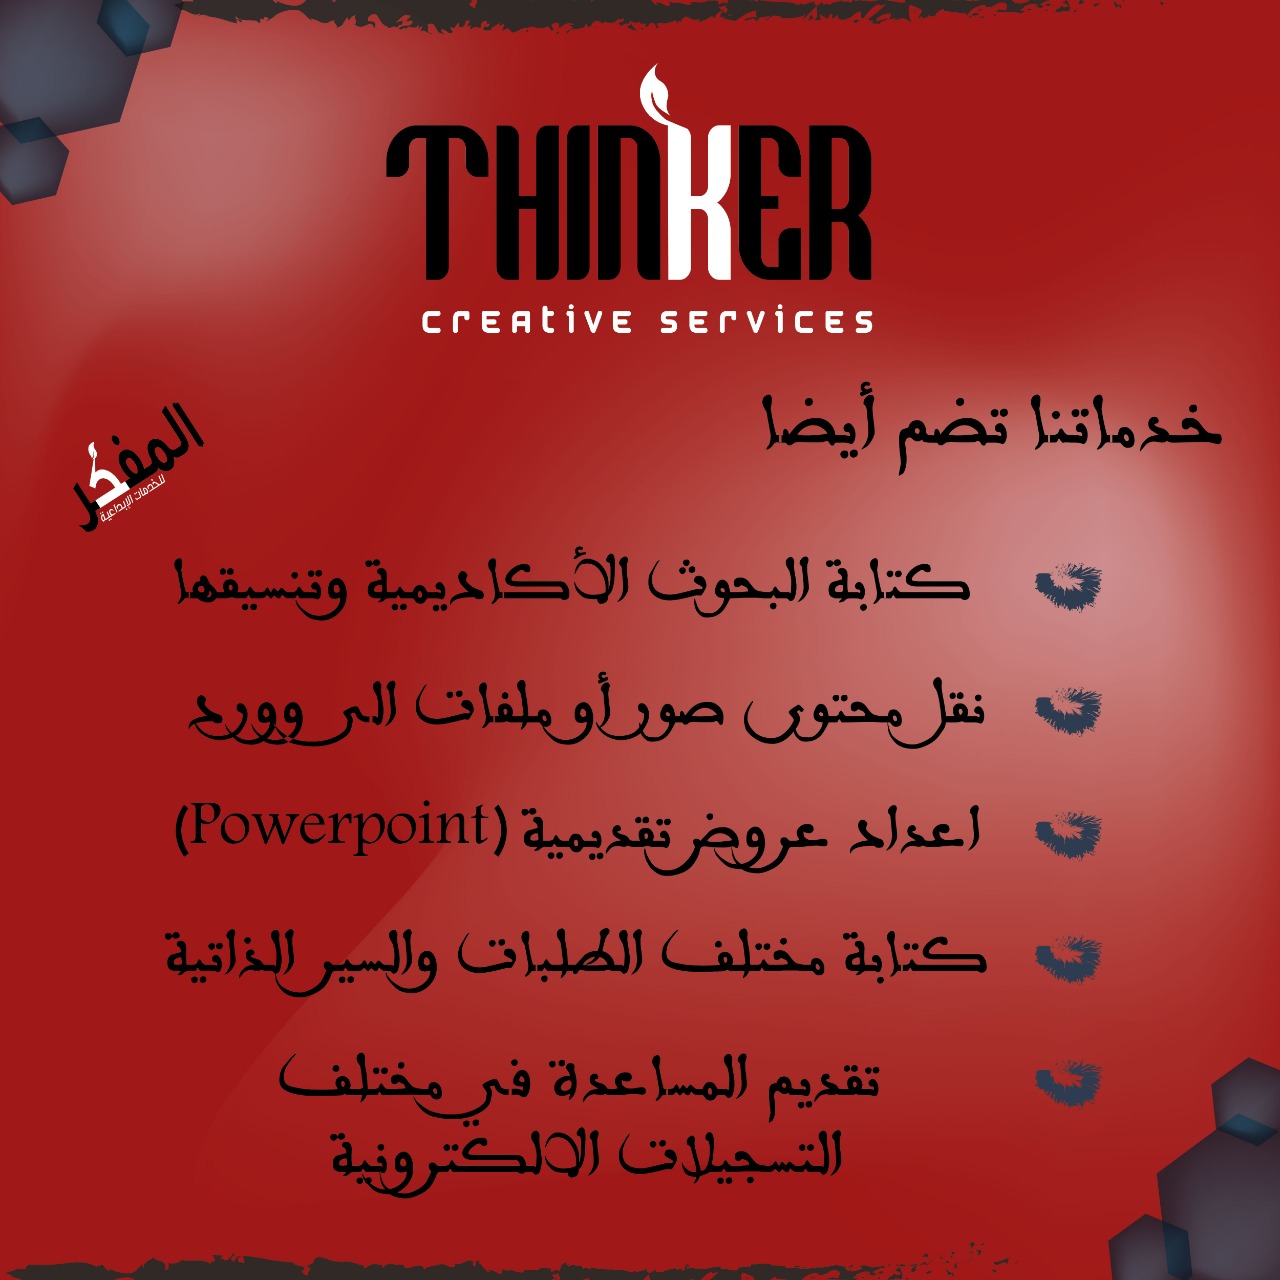 THINKER
creative services
خدماتنا تضم أيضا
المفكر
للخدمات الإبداعية
كتابة البحوث الأكاديمية وتنسيقها
نقل محتوى صور أو ملفات الى وورد
اعداد عروض تقديمية (Powerpoint)
كتابة مختلف الطلبات والسير الذاتية
تقديم المساعدة في مختلف
التسجيلات الالكترونية